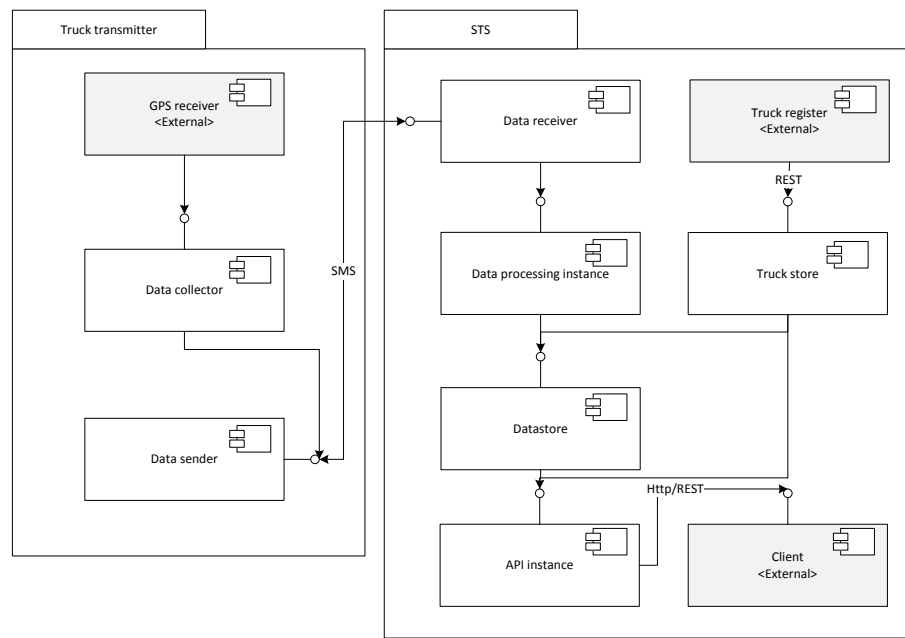 Truck transmitter
STS
GPS receiver
<External>
Data receiver
Truck register
<External>
REST
Data collector
SMS
Data processing instance
Truck store
Data sender
Datastore
Http/REST
API instance
Client
<External>